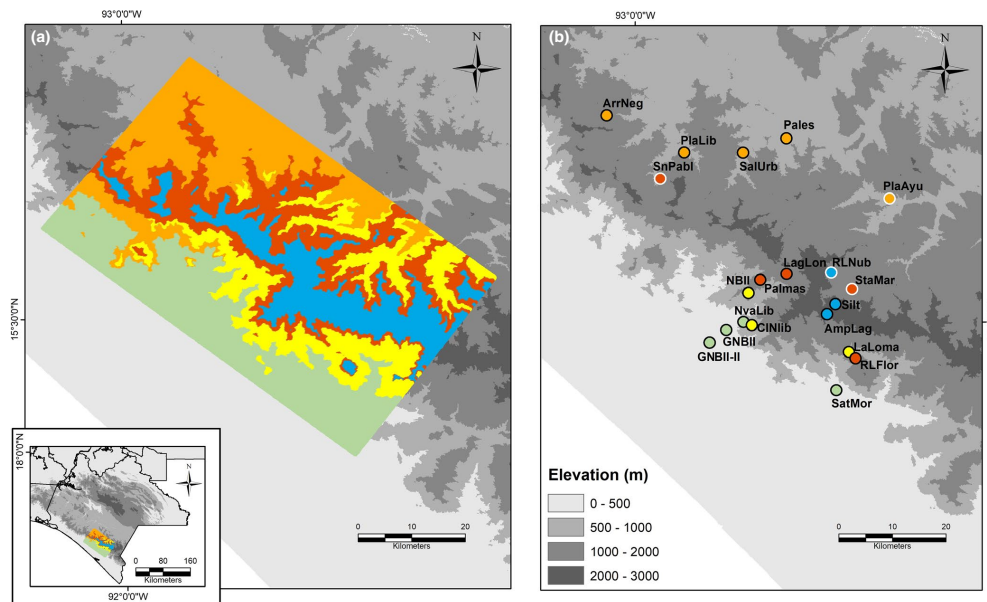 93°0'0"W
(a)
N
15°30'0"N
0 10 20
Kilometers
18°0'0"N
N
0 80 160
Kilometers
92°0'0"W
93°0'0"W
(b)
N
ArrNeg
Pales
PlaLib
SalUrb
SnPabl
PlaAyu
LagLon
RLNub
NBII
Palmas
StaMar
Silt
NvaLib
CINlib
AmpLag
GNBII
GNBII-II
LaLoma
RLFlor
SatMor
Elevation (m)
0 - 500
500 - 1000
1000 - 2000
2000 - 3000
0 10 20
Kilometers